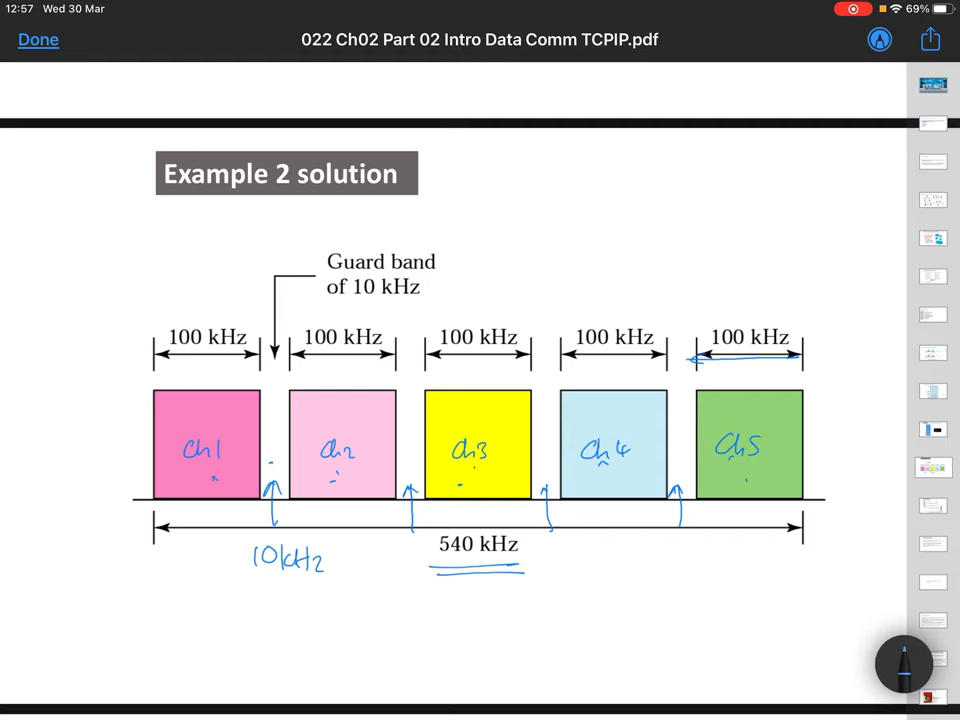 12:57 Wed 30 Mar
69%
Done
022 Ch02 Part 02 Intro Data Comm TCPIP.pdf
Example 2 solution
Guard band
of 10 kHz
100 kHz 100 kHz 100 kHz 100 kHz 100 kHz
Ch1 Ch2 Ch3 Ch4 Ch5
540 kHz
10kHz